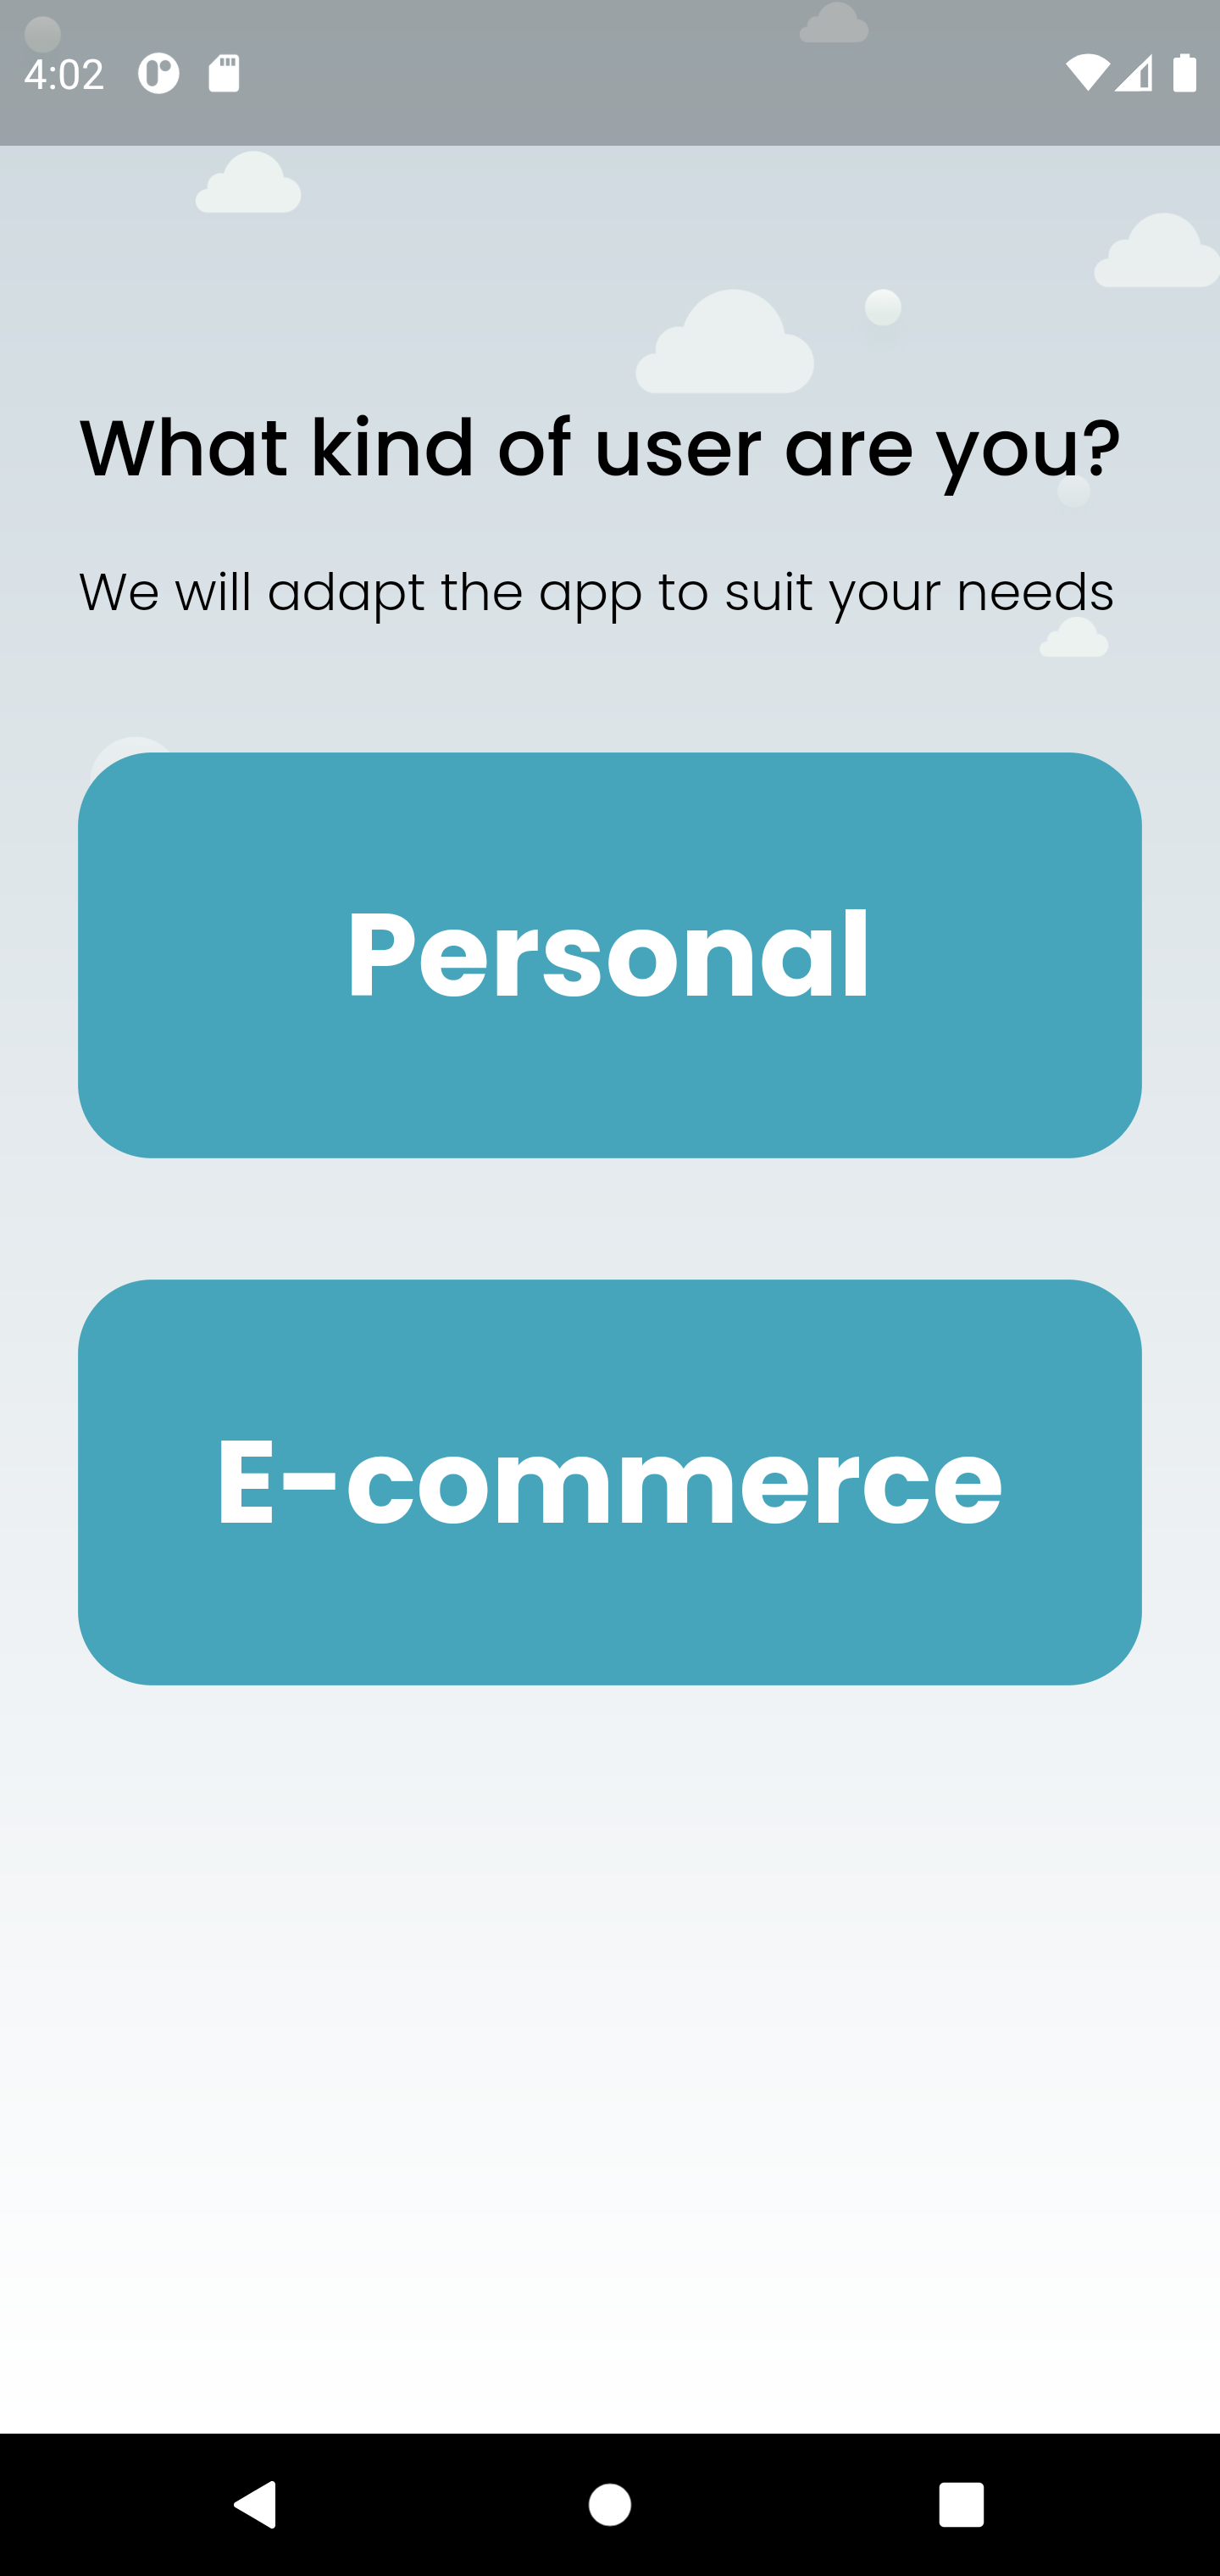 4:02
What kind of user are you?
We will adapt the app to suit your needs
Personal
E-commerce